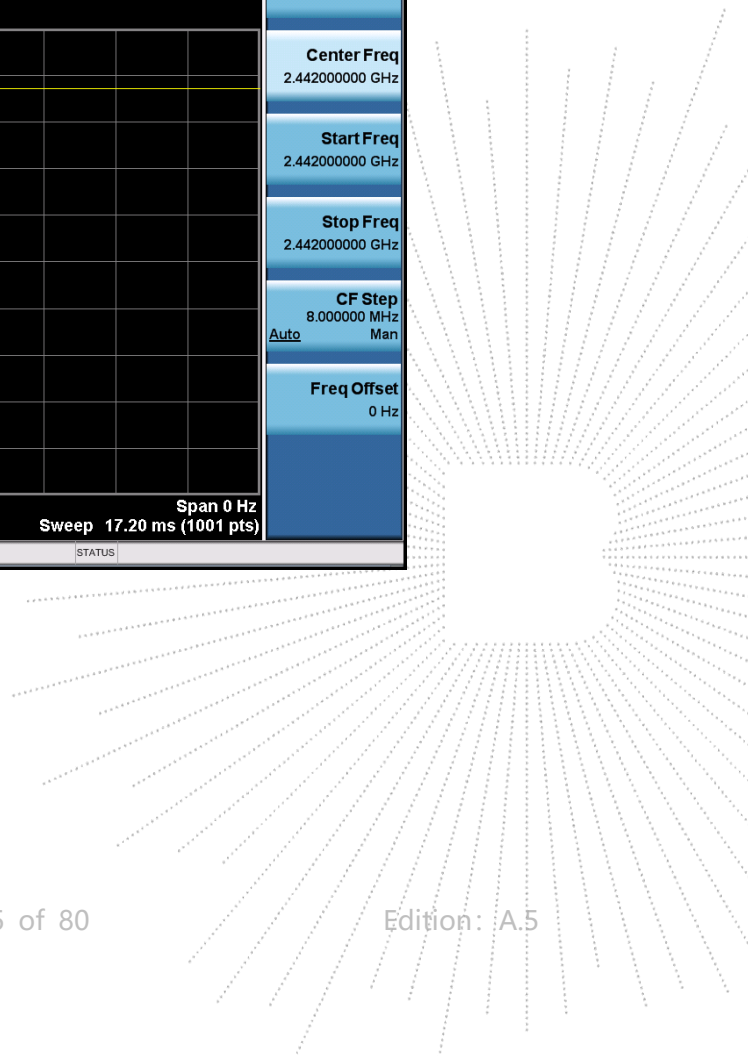 Center Freq
2.442000000 GHz
Start Freq
2.442000000 GHz
Stop Freq
2.442000000 GHz
CF Step
8.000000 MHz
Auto Man
Freq Offset
0 Hz
Span 0 Hz
Sweep 17.20 ms (1001 pts)
STATUS
of 80 Edition: A.5